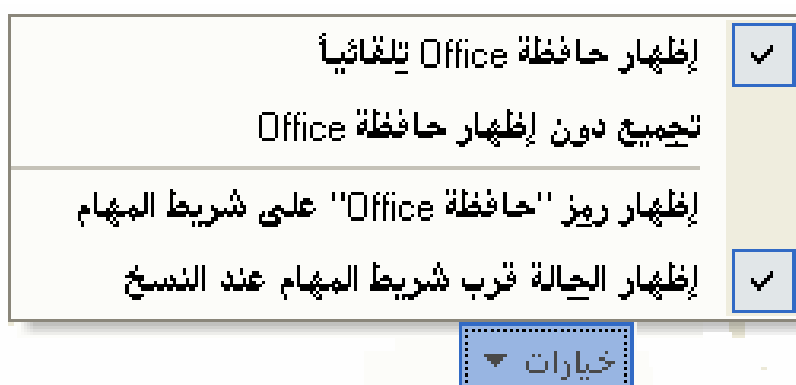 إظهار حافظة Office تلقائياً
تجميع دون إظهار حافظة Office
إظهار رمز "حافظة Office" على شريط المهام
إظهار الحالة قرب شريط المهام عند النسخ
خيارات